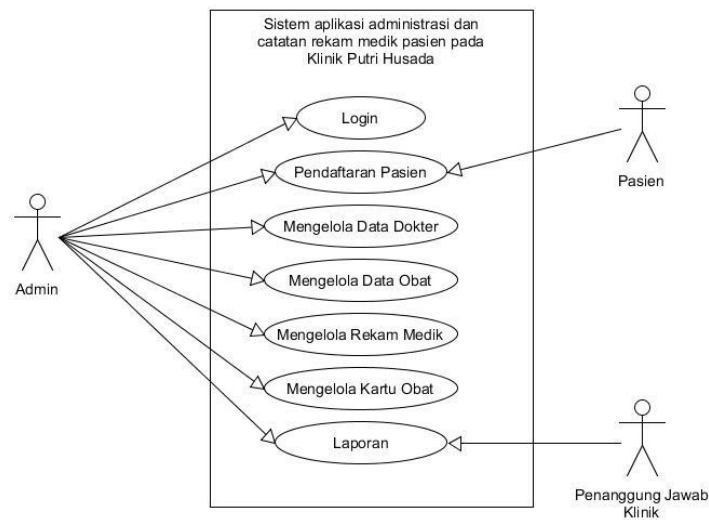 Sistem aplikasi administrasi dan
catatan rekam medik pasien pada
Klinik Putri Husada
Login
Pendaftaran Pasien
Pasien
Mengelola Data Dokter
Mengelola Data Obat
Admin
Mengelola Rekam Medik
Mengelola Kartu Obat
Laporan
Penanggung Jawab
Klinik